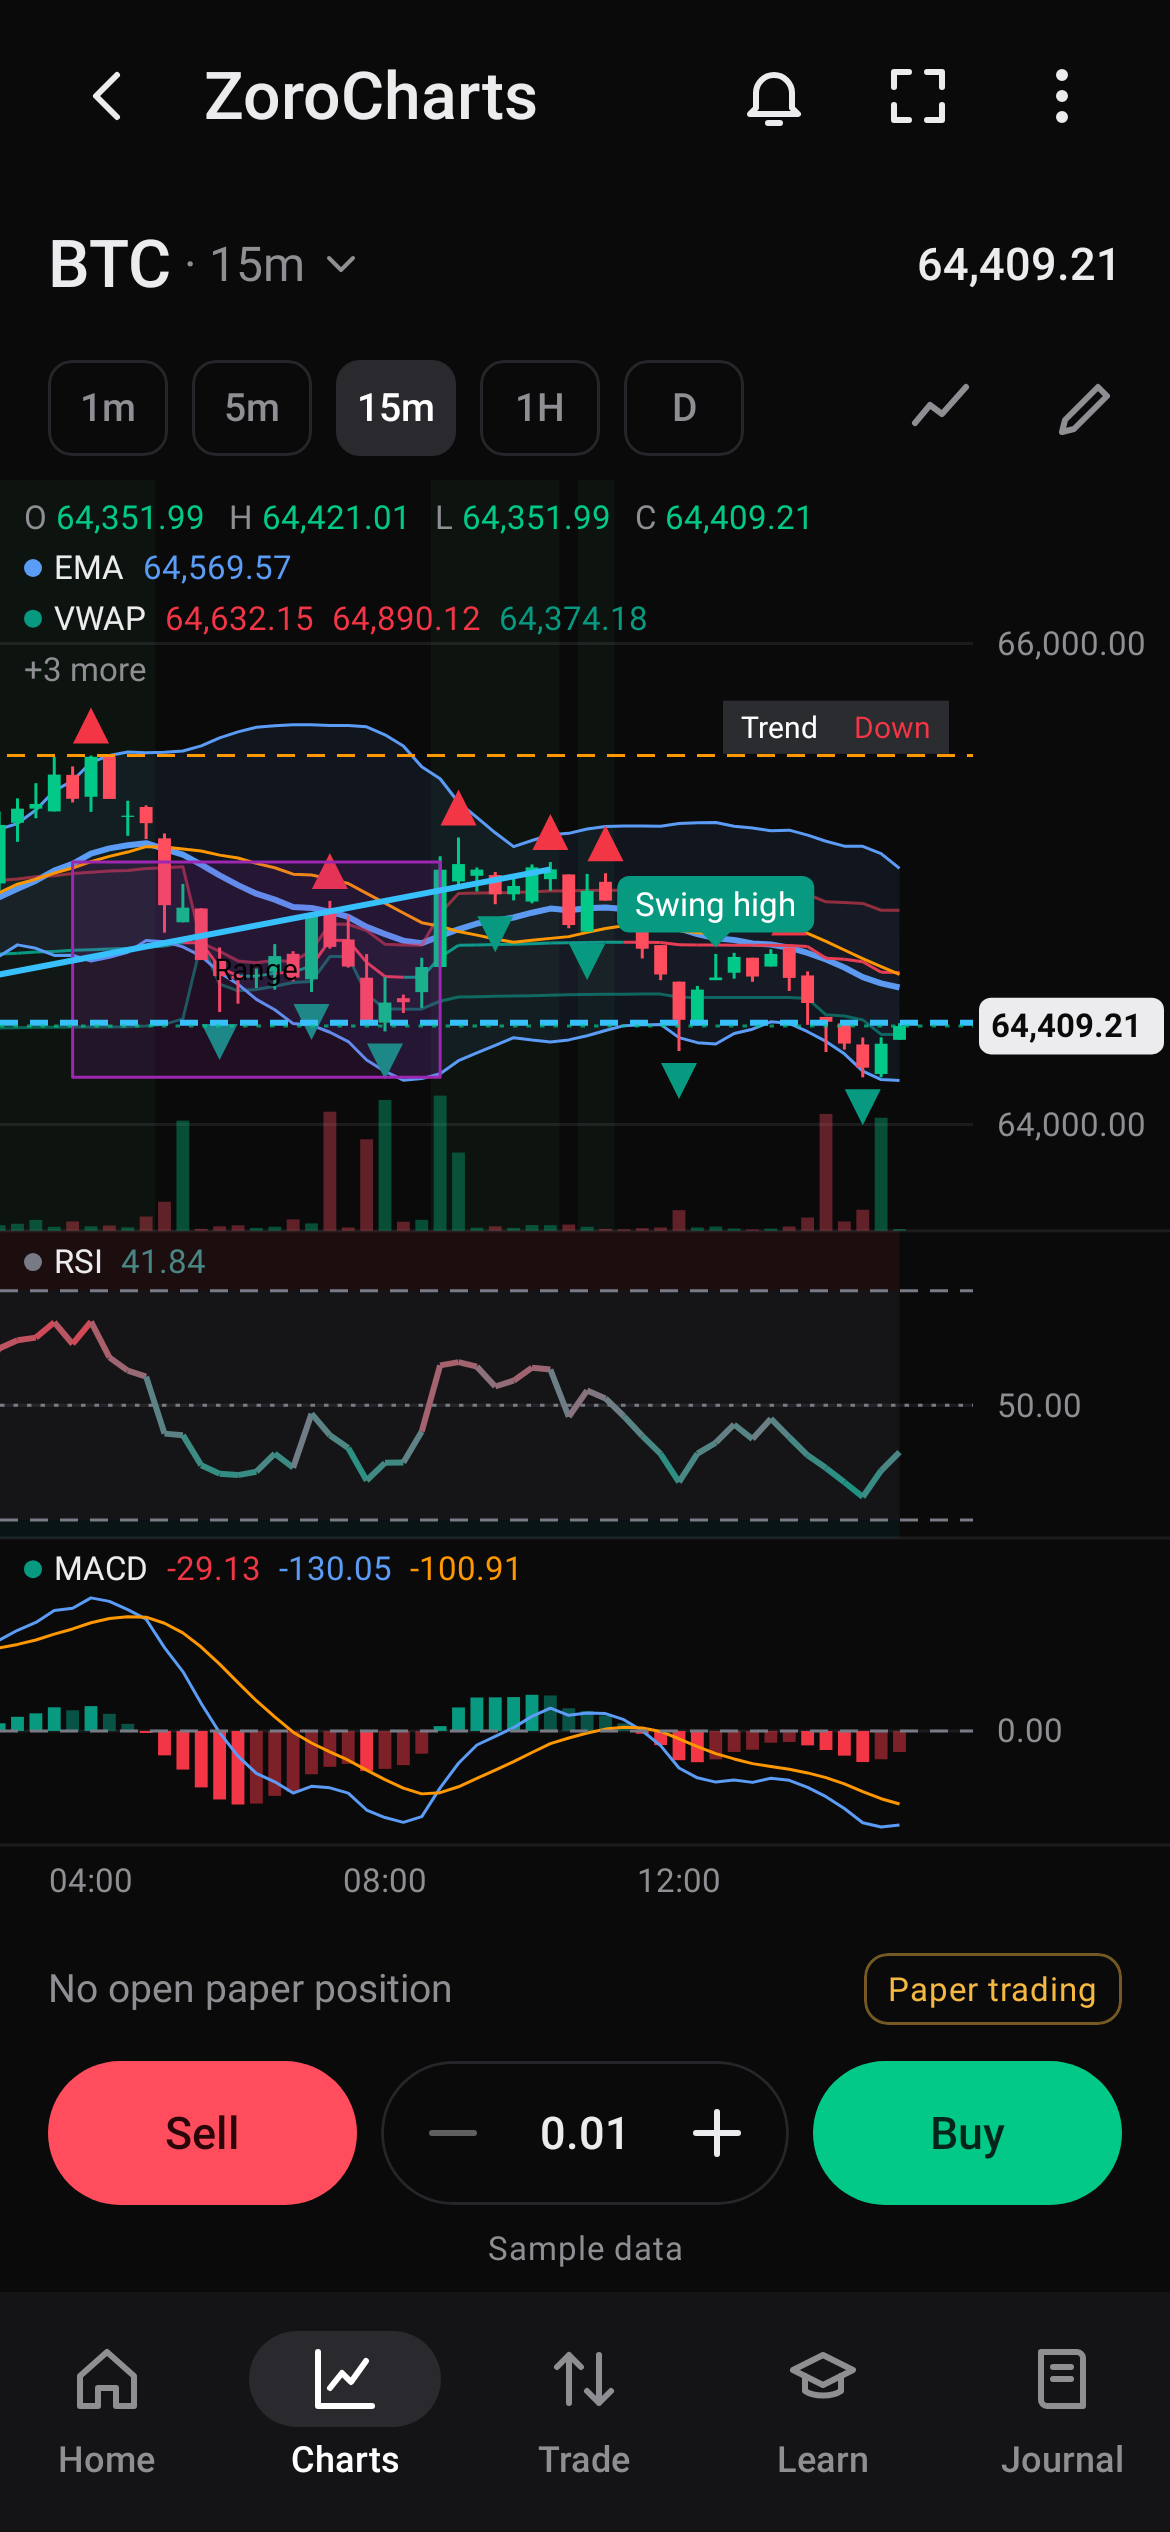 ZoroCharts
BTC · 15m
64,409.21
1m 5m 15m 1H D
O 64,351.99 H 64,421.01 L 64,351.99 C 64,409.21
EMA 64,569.57
VWAP 64,632.15 64,890.12 64,374.18
66,000.00
+3 more
Trend Down
Swing high
Range
64,409.21
64,000.00
RSI 41.84
50.00
MACD -29.13 -130.05 -100.91
0.00
04:00 08:00 12:00
No open paper position
Paper trading
Sell
0.01
Buy
Sample data
Home Charts Trade Learn Journal